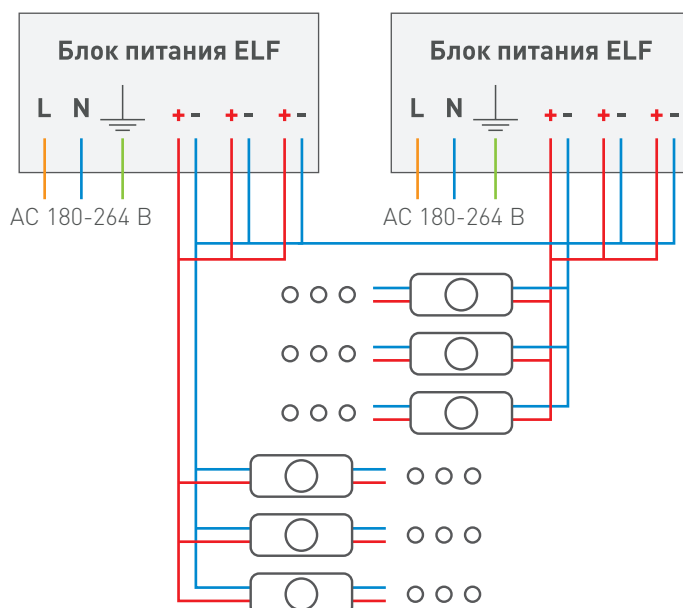 Блок питания ELF
L N + - + - + -
AC 180-264 В
Блок питания ELF
L N + - + - + -
AC 180-264 В